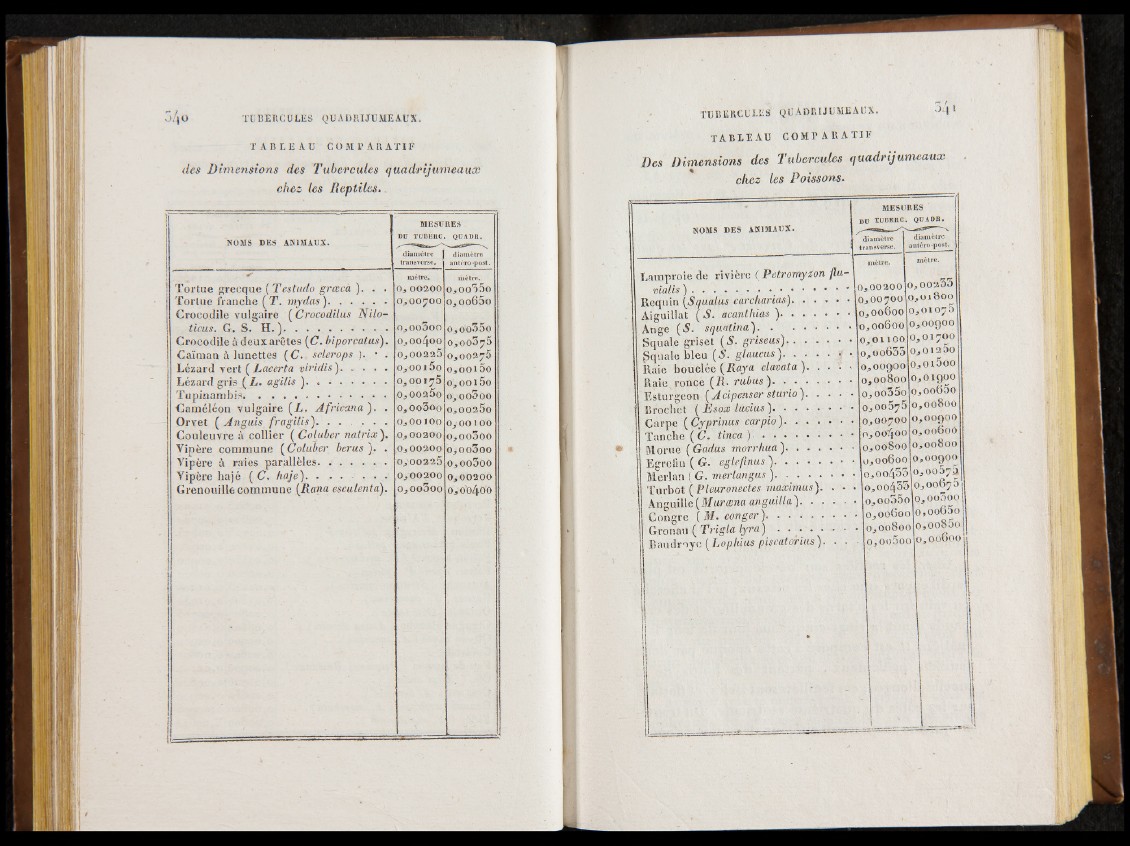 340 TUBERCULES QUADRIJUMEAUX.
TABLEAU COMPARATIF
des Dimensions des Tubercules quadrijumeaux
chez les Reptiles.
NOMS DES ANIMAUX.
MESURES
DU TUBERC. QUADR.
diamètre transverse. diamètre antéro-post.
mètre. mètre.
Tortue grecque (Testudo græca). . . 0,00200 0,00350
Tortue franche (T. mydas). . . . . . 0,00700 0,00650
Crocodile vulgaire (Crocodilus Nilo-
ticus. G. S. H.). . . . . . . . . . 0,00300 0,00350
Crocodile à deux arêtes (C. biporcatus). 0,00400 0,00375
Caïman à lunettes (C. sclerops). . . 0,00225 0,00275
Lézard vert (Lacerta viridis). . . . . 0,00150 0,00150
Lézard gris (L. agilis). . . . . . . . 0,00175 0,00150
Tupinambis. . . . . . . . . . . . . 0,00250 0,00300
Caméléon vulgaire (L. Africana). . . 0,00300 0,00250
Orvet (Anguis fragilis). . . . . . . . 0,00100 0,00100
Couleuvre à collier (Coluber natrix). 0,00200 0,00300
Vipère commune (Coluber berus). . 0,00200 0,00300
Vipère à raies parallèles. . . . . . . 0,00225 0,00300
Vipère hajé (C. haje). . . . . . . . 0,00200 0,00200
Grenouille commune (Rana esculenta). 0,00300 0,00400
TUBERCULES QUADRIJUMEAUX. 341
TABLEAU COMPARATIF
Des Dimensions des Tubercules quadrijumeaux
chez les Poissons.
NOMS DES ANIMAUX.
MESURES
DU TUBERC. QUADR.
diamètre transverse. diamètre antéro-post.
mètre. mètre.
Lamproie de rivière (Petromyzon flu-
vialis) . . . . . . . . . . . . . . . 0,00200 0,00233
Requin (Squalus carcharias). . . . . . 0,00700 0,01800
Aiguillat (S. acanthias). . . . . . . . 0,00600 0,01075
Ange (S. squatina). . . . . . . . . 0,00600 0,00900
Squale griset (S. griseus). . . . . . . 0,01100 0,01700
Squale bleu (S. glaucus). . . . . . . 0,00633 0,01250
Raie bouclée (Raya clavata). . . . . 0,00900 0,01500
Raie ronce (R. rubus). . . . . . . . 0,00800 0,01900
Esturgeon (Acipenser sturio). . . . . 0,00350 0,00650
Brochet (Esox lucius). . . . . . . . 0,00575 0,00800
Carpe (Cyprinus carpio). . . . . . . 0,00700 0,00900
Tanche (C. tinca) . . . . . . . . . 0,00400 0,00600
Morue (Gadus morrhua). . . . . . . 0,00800 0,00800
Egrefin (G. eglefinus). . . . . . . . 0,00600 0,00900
Merlan (G. merlangus). . . . . . . . 0,00433 0,00575
Turbot (Pleuronectes maximus). . . . 0,00433 0,00675
Anguille (Muræna anguilla). . . . . . 0,00350 0,00300
Congre (M. conger). . . . . . . . . 0,00600 0,00650
Gronau (Trigla lyra) . . . . . . . . 0,00800 0,00850
Baudroye (Lophius piscatorius). . . . 0,00500 0,00600